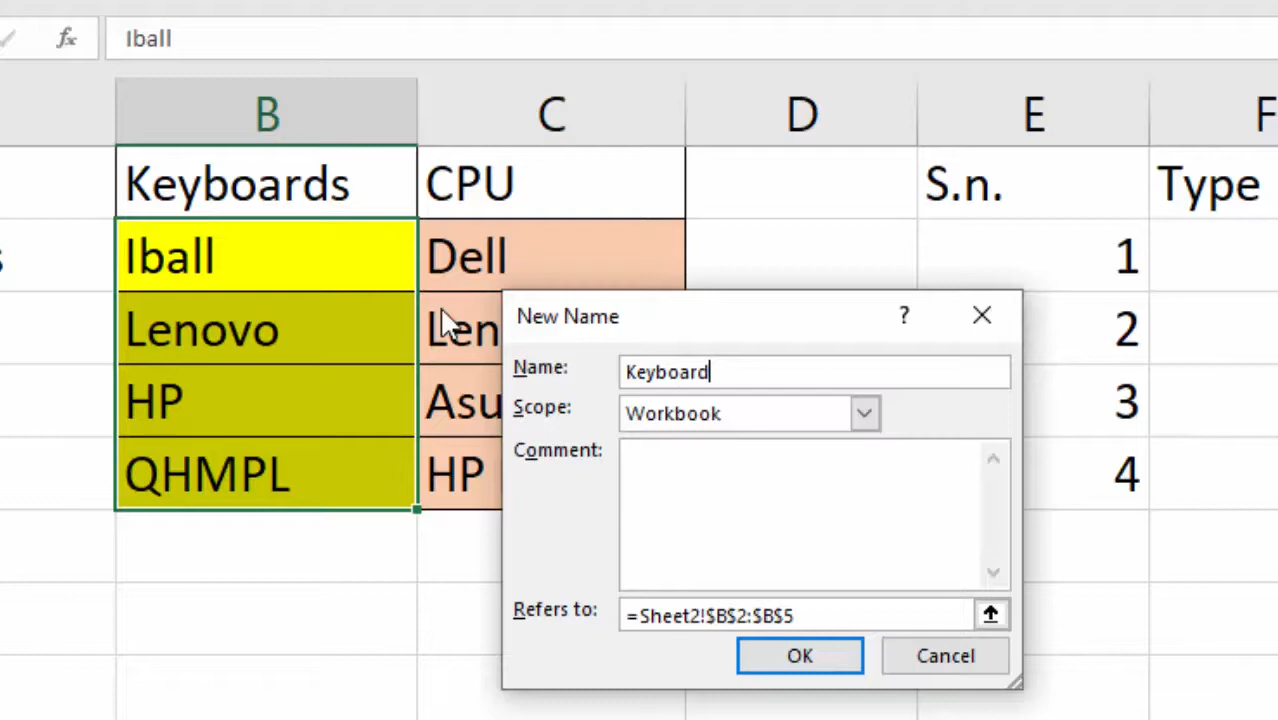 fx Iball
B C D E F
Keyboards CPU S.n. Type
s Iball Dell 1
Lenovo Len 2
HP Asu 3
QHMPL HP 4
New Name ?
Name: Keyboard
Scope: Workbook
Comment:
Refers to: =Sheet2!$B$2:$B$5
OK Cancel